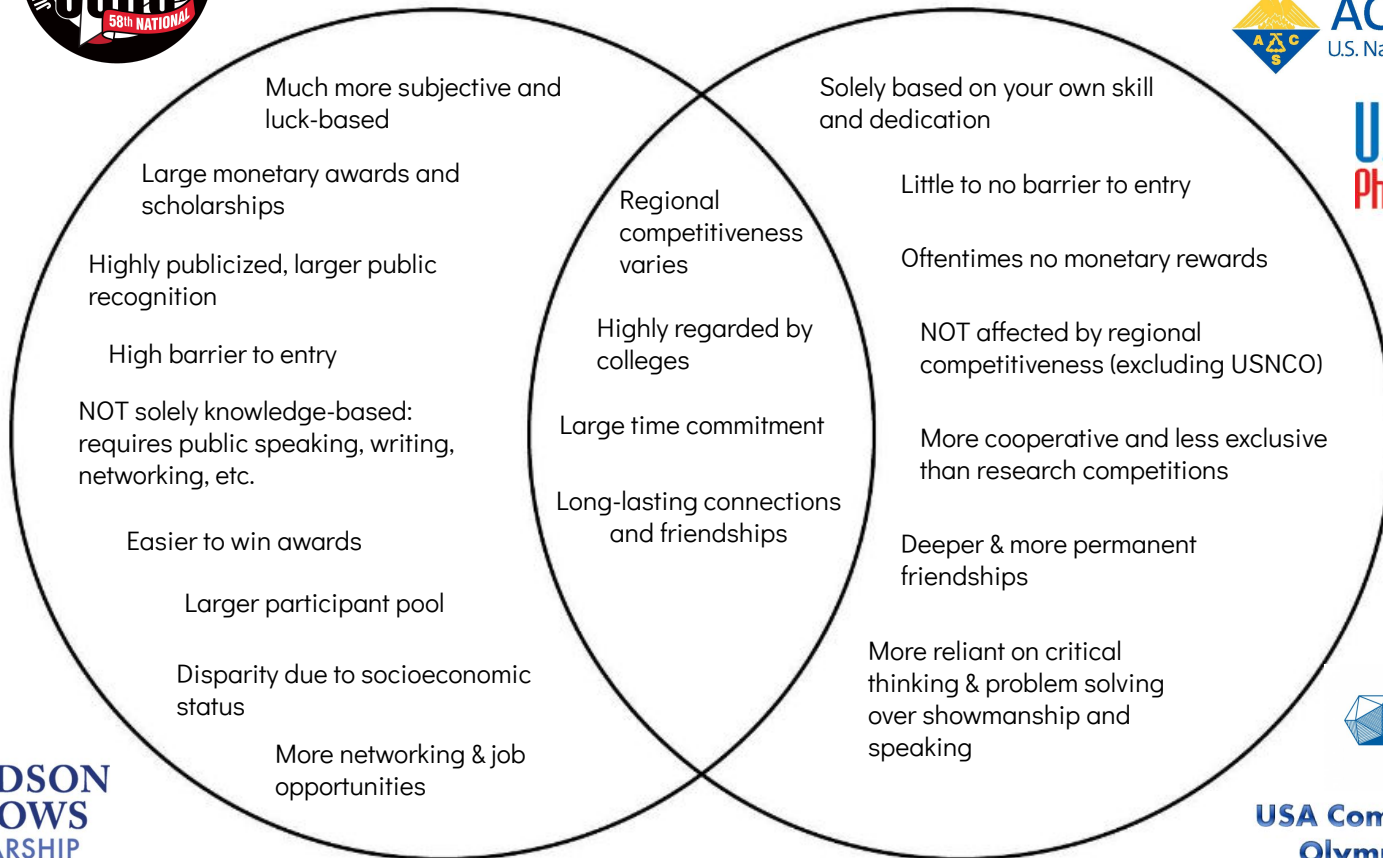 58th NATIONAL
Much more subjective and
luck-based
Large monetary awards and
scholarships
Highly publicized, larger public
recognition
High barrier to entry
NOT solely knowledge-based:
requires public speaking, writing,
networking, etc.
Easier to win awards
Larger participant pool
Disparity due to socioeconomic
status
More networking & job
opportunities
DSON
OWS
ARSHIP
Regional
competitiveness
varies
Highly regarded by
colleges
Large time commitment
Long-lasting connections
and friendships
Solely based on your own skill
and dedication
Little to no barrier to entry
Oftentimes no monetary rewards
NOT affected by regional
competitiveness (excluding USNCO)
More cooperative and less exclusive
than research competitions
Deeper & more permanent
friendships
More reliant on critical
thinking & problem solving
over showmanship and
speaking
A C S
AC
U.S. Na
U
Ph
USA Com
Olymp